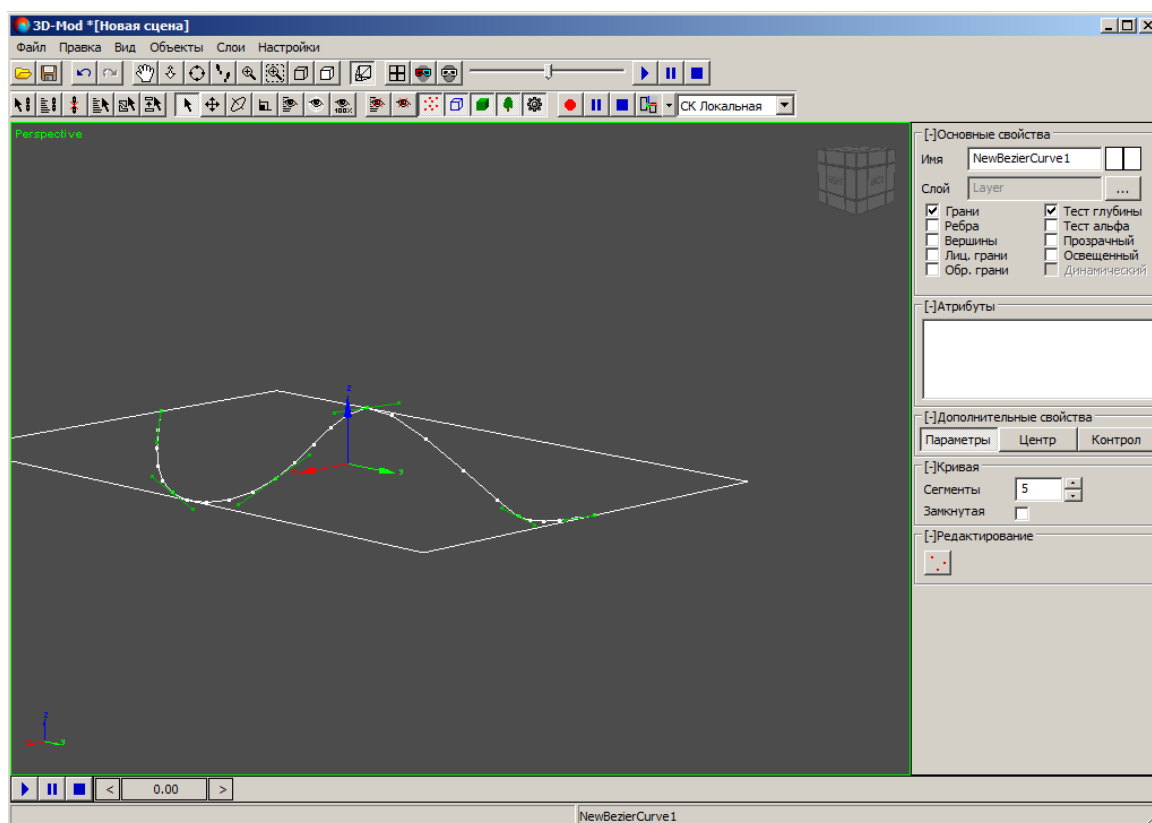 3D-Mod *[Новая сцена]
Файл Правка Вид Объекты Слои Настройки
100%
СК Локальная
Perspective
[-]Основные свойства
Имя NewBezierCurve1
Слой Layer ...
Грани Тест глубины
Ребра Тест альфа
Вершины Прозрачный
Лиц. грани Освещенный
Обр. грани Динамический
[-]Атрибуты
[-]Дополнительные свойства
Параметры Центр Контрол
[-]Кривая
Сегменты 5
Замкнутая
[-]Редактирование
z
y
z
y
< 0.00 >
NewBezierCurve1